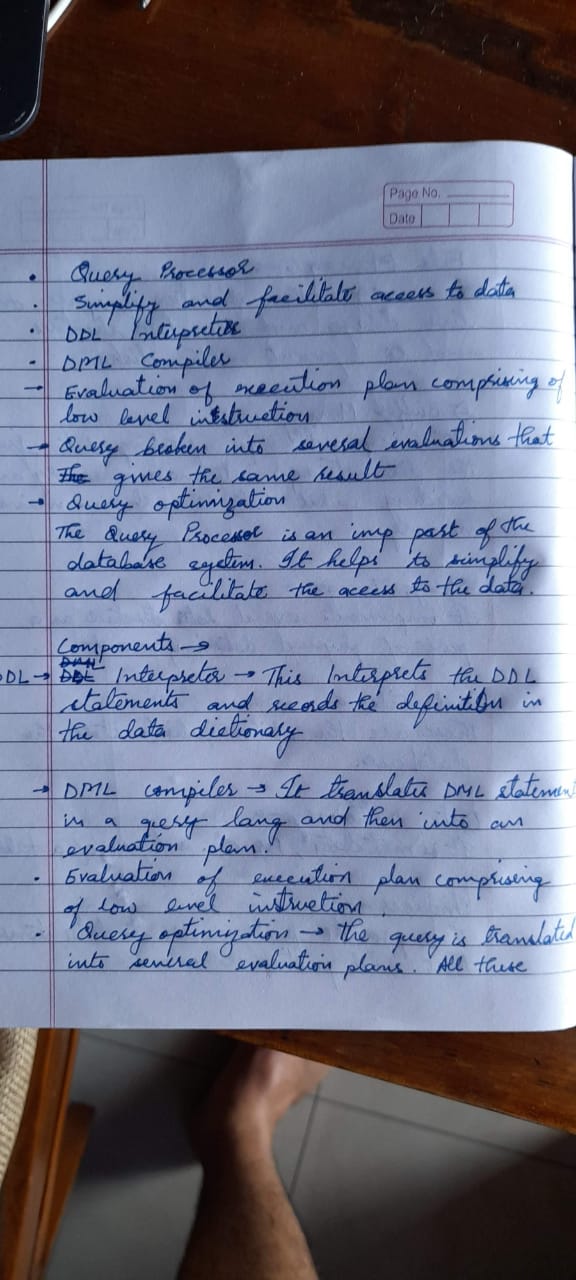 Page No.
Date
• Query Processor
• Simplify and facilitate access to data
• DDL Interpreter
- DML Compiler
→ Evaluation of execution plan comprising of
low level instruction
→ Query broken into several evaluations that
The gives the same result
→ Query optimization
The Query Processor is an imp part of the
database system. It helps to simplify
and facilitate the access to the data.
Components →
DDL → Interpreter → This Interprets the DDL
statements and records the definition in
the data dictionary
→ DML compiler → It translates DML statemen
in a query lang and then into an
evaluation plan.
• Evaluation of execution plan comprising
of low level instruction
• Query optimization → the query is translated
into several evaluation plans. All these